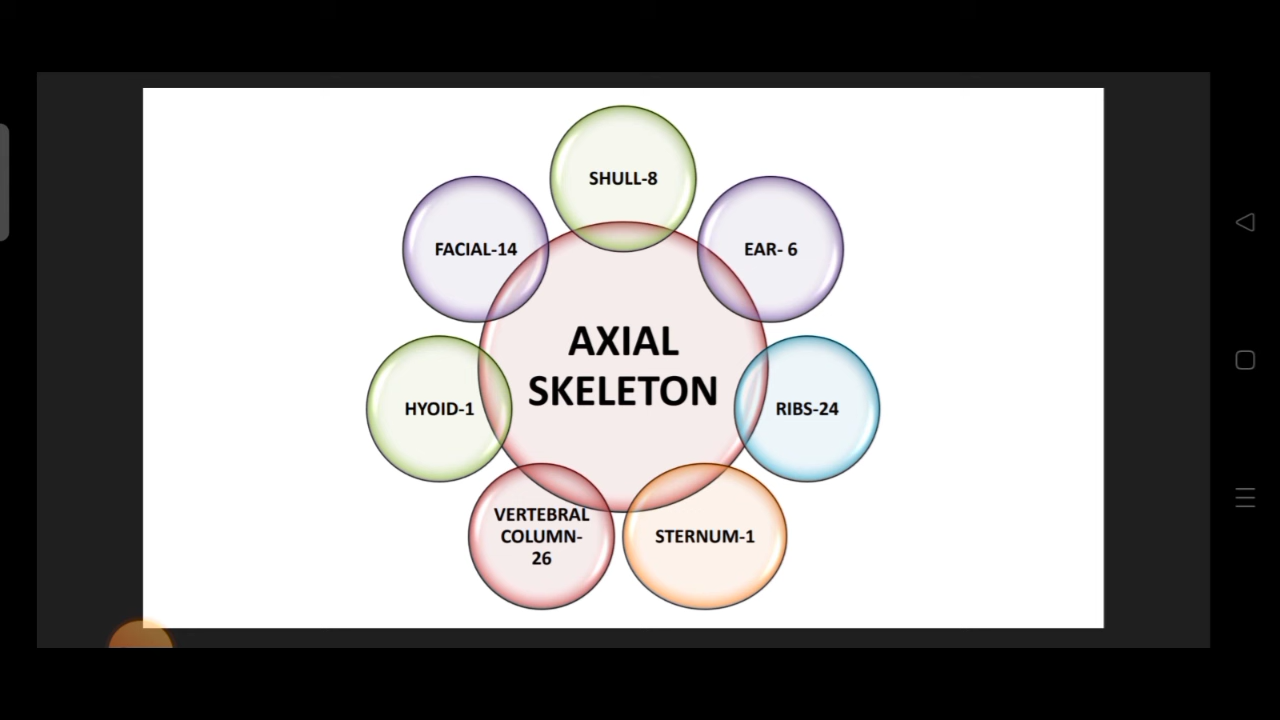 SHULL-8
FACIAL-14
EAR- 6
AXIAL
SKELETON
HYOID-1
RIBS-24
VERTEBRAL
COLUMN-
26
STERNUM-1